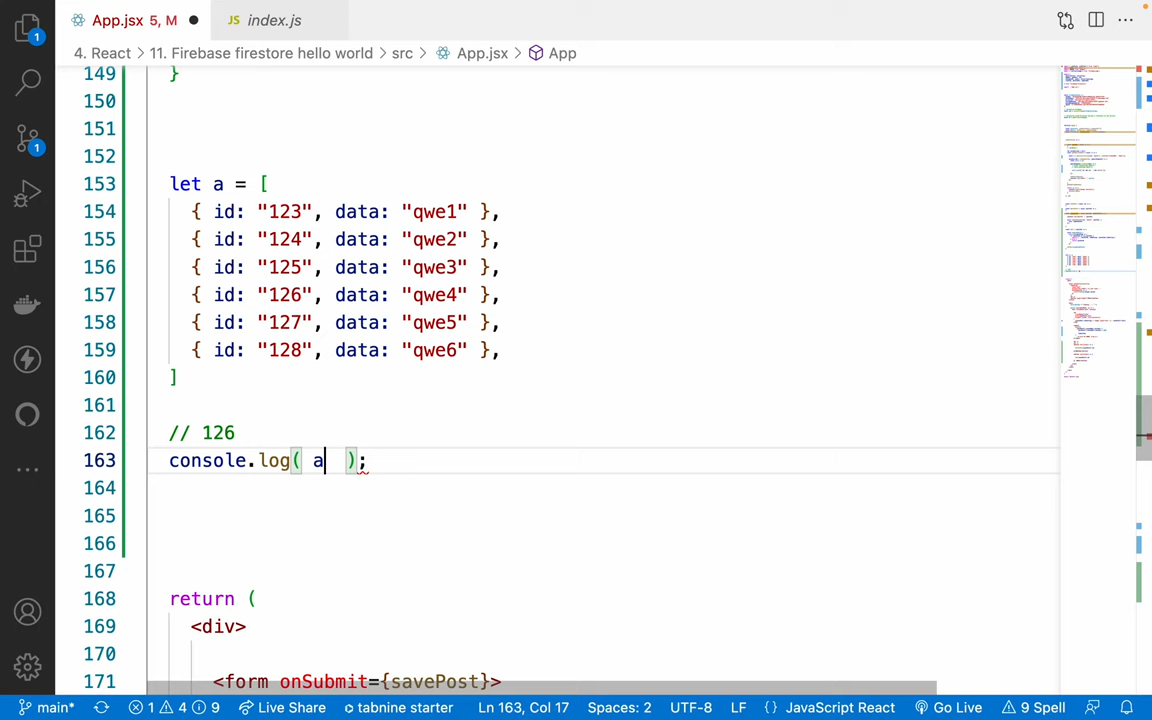 App.jsx 5, M
JS index.js
4. React > 11. Firebase firestore hello world > src > App.jsx > App
149 }
150
151
152
153 let a = [
154 { id: "123", data: "qwe1" },
155 { id: "124", data: "qwe2" },
156 { id: "125", data: "qwe3" },
157 { id: "126", data: "qwe4" },
158 { id: "127", data: "qwe5" },
159 { id: "128", data: "qwe6" },
160 ]
161
162 // 126
163 console.log( a );
164
165
166
167
168 return (
169 <div>
170
171 <form onSubmit={savePost}>
1
1
main* 1 4 9 Live Share tabnine starter Ln 163, Col 17 Spaces: 2 UTF-8 LF {} JavaScript React Go Live 9 Spell